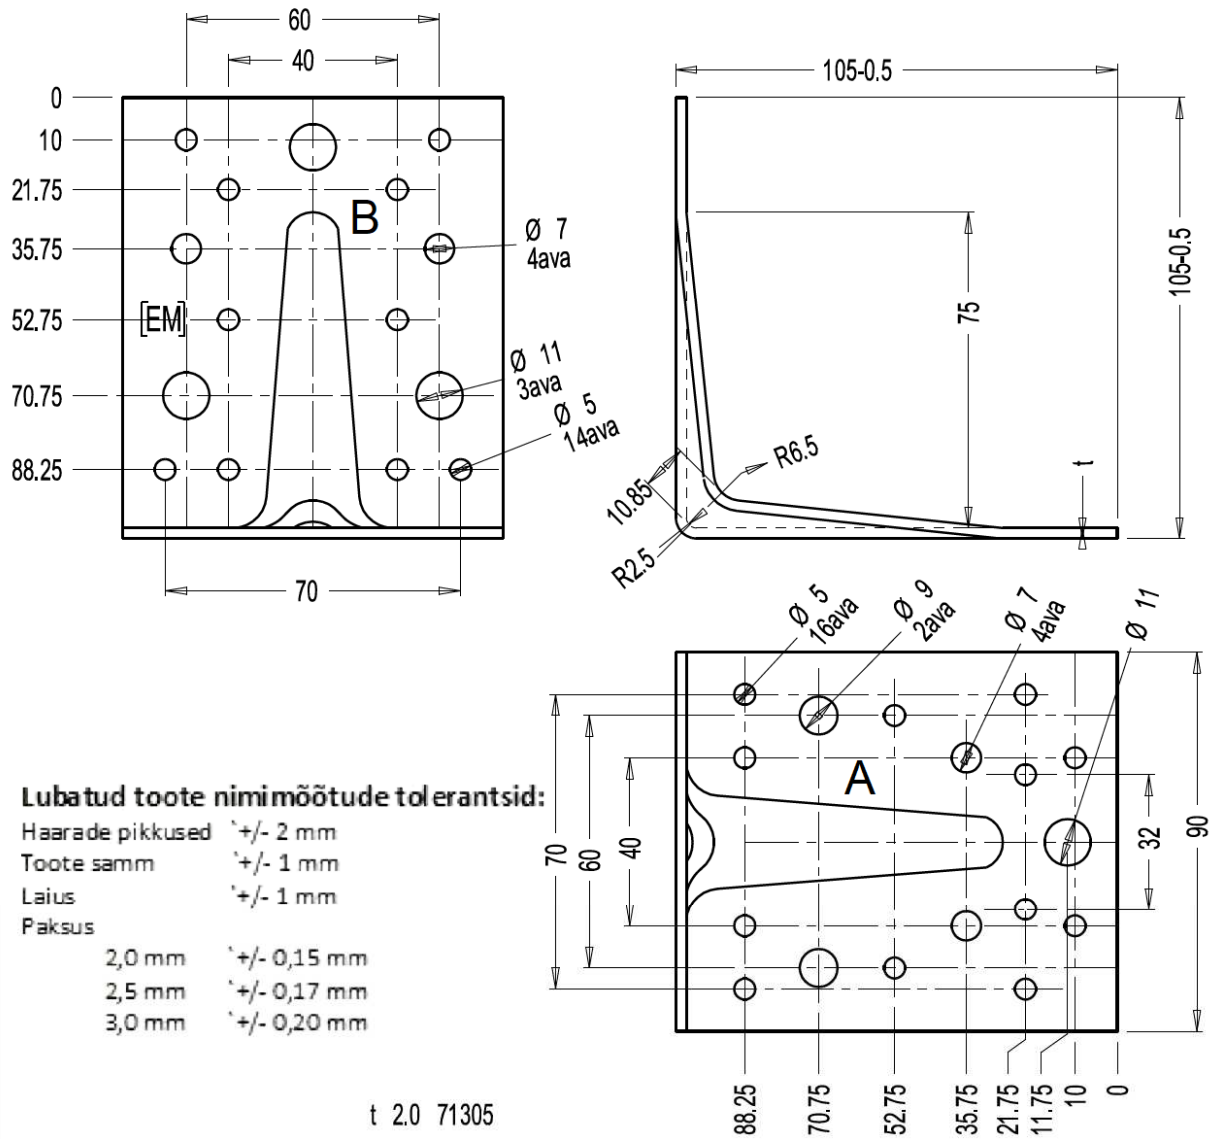 60
40
0
10
21.75
35.75
52.75
70.75
88.25
B
[EM]
Ø 7
4ava
Ø 11
3ava
Ø 5
14ava
70
105-0.5
105-0.5
75
t
R6.5
10.85
R2.5
Ø 5
16ava
Ø 9
2ava
Ø 7
4ava
Ø 11
A
70
60
40
32
90
88.25
70.75
52.75
35.75
21.75
11.75
10
0
Lubatud toote nimimõõtude tolerantsid:
Haarade pikkused `+/- 2 mm
Toote samm `+/- 1 mm
Laius `+/- 1 mm
Paksus
2,0 mm `+/- 0,15 mm
2,5 mm `+/- 0,17 mm
3,0 mm `+/- 0,20 mm
t 2.0 71305